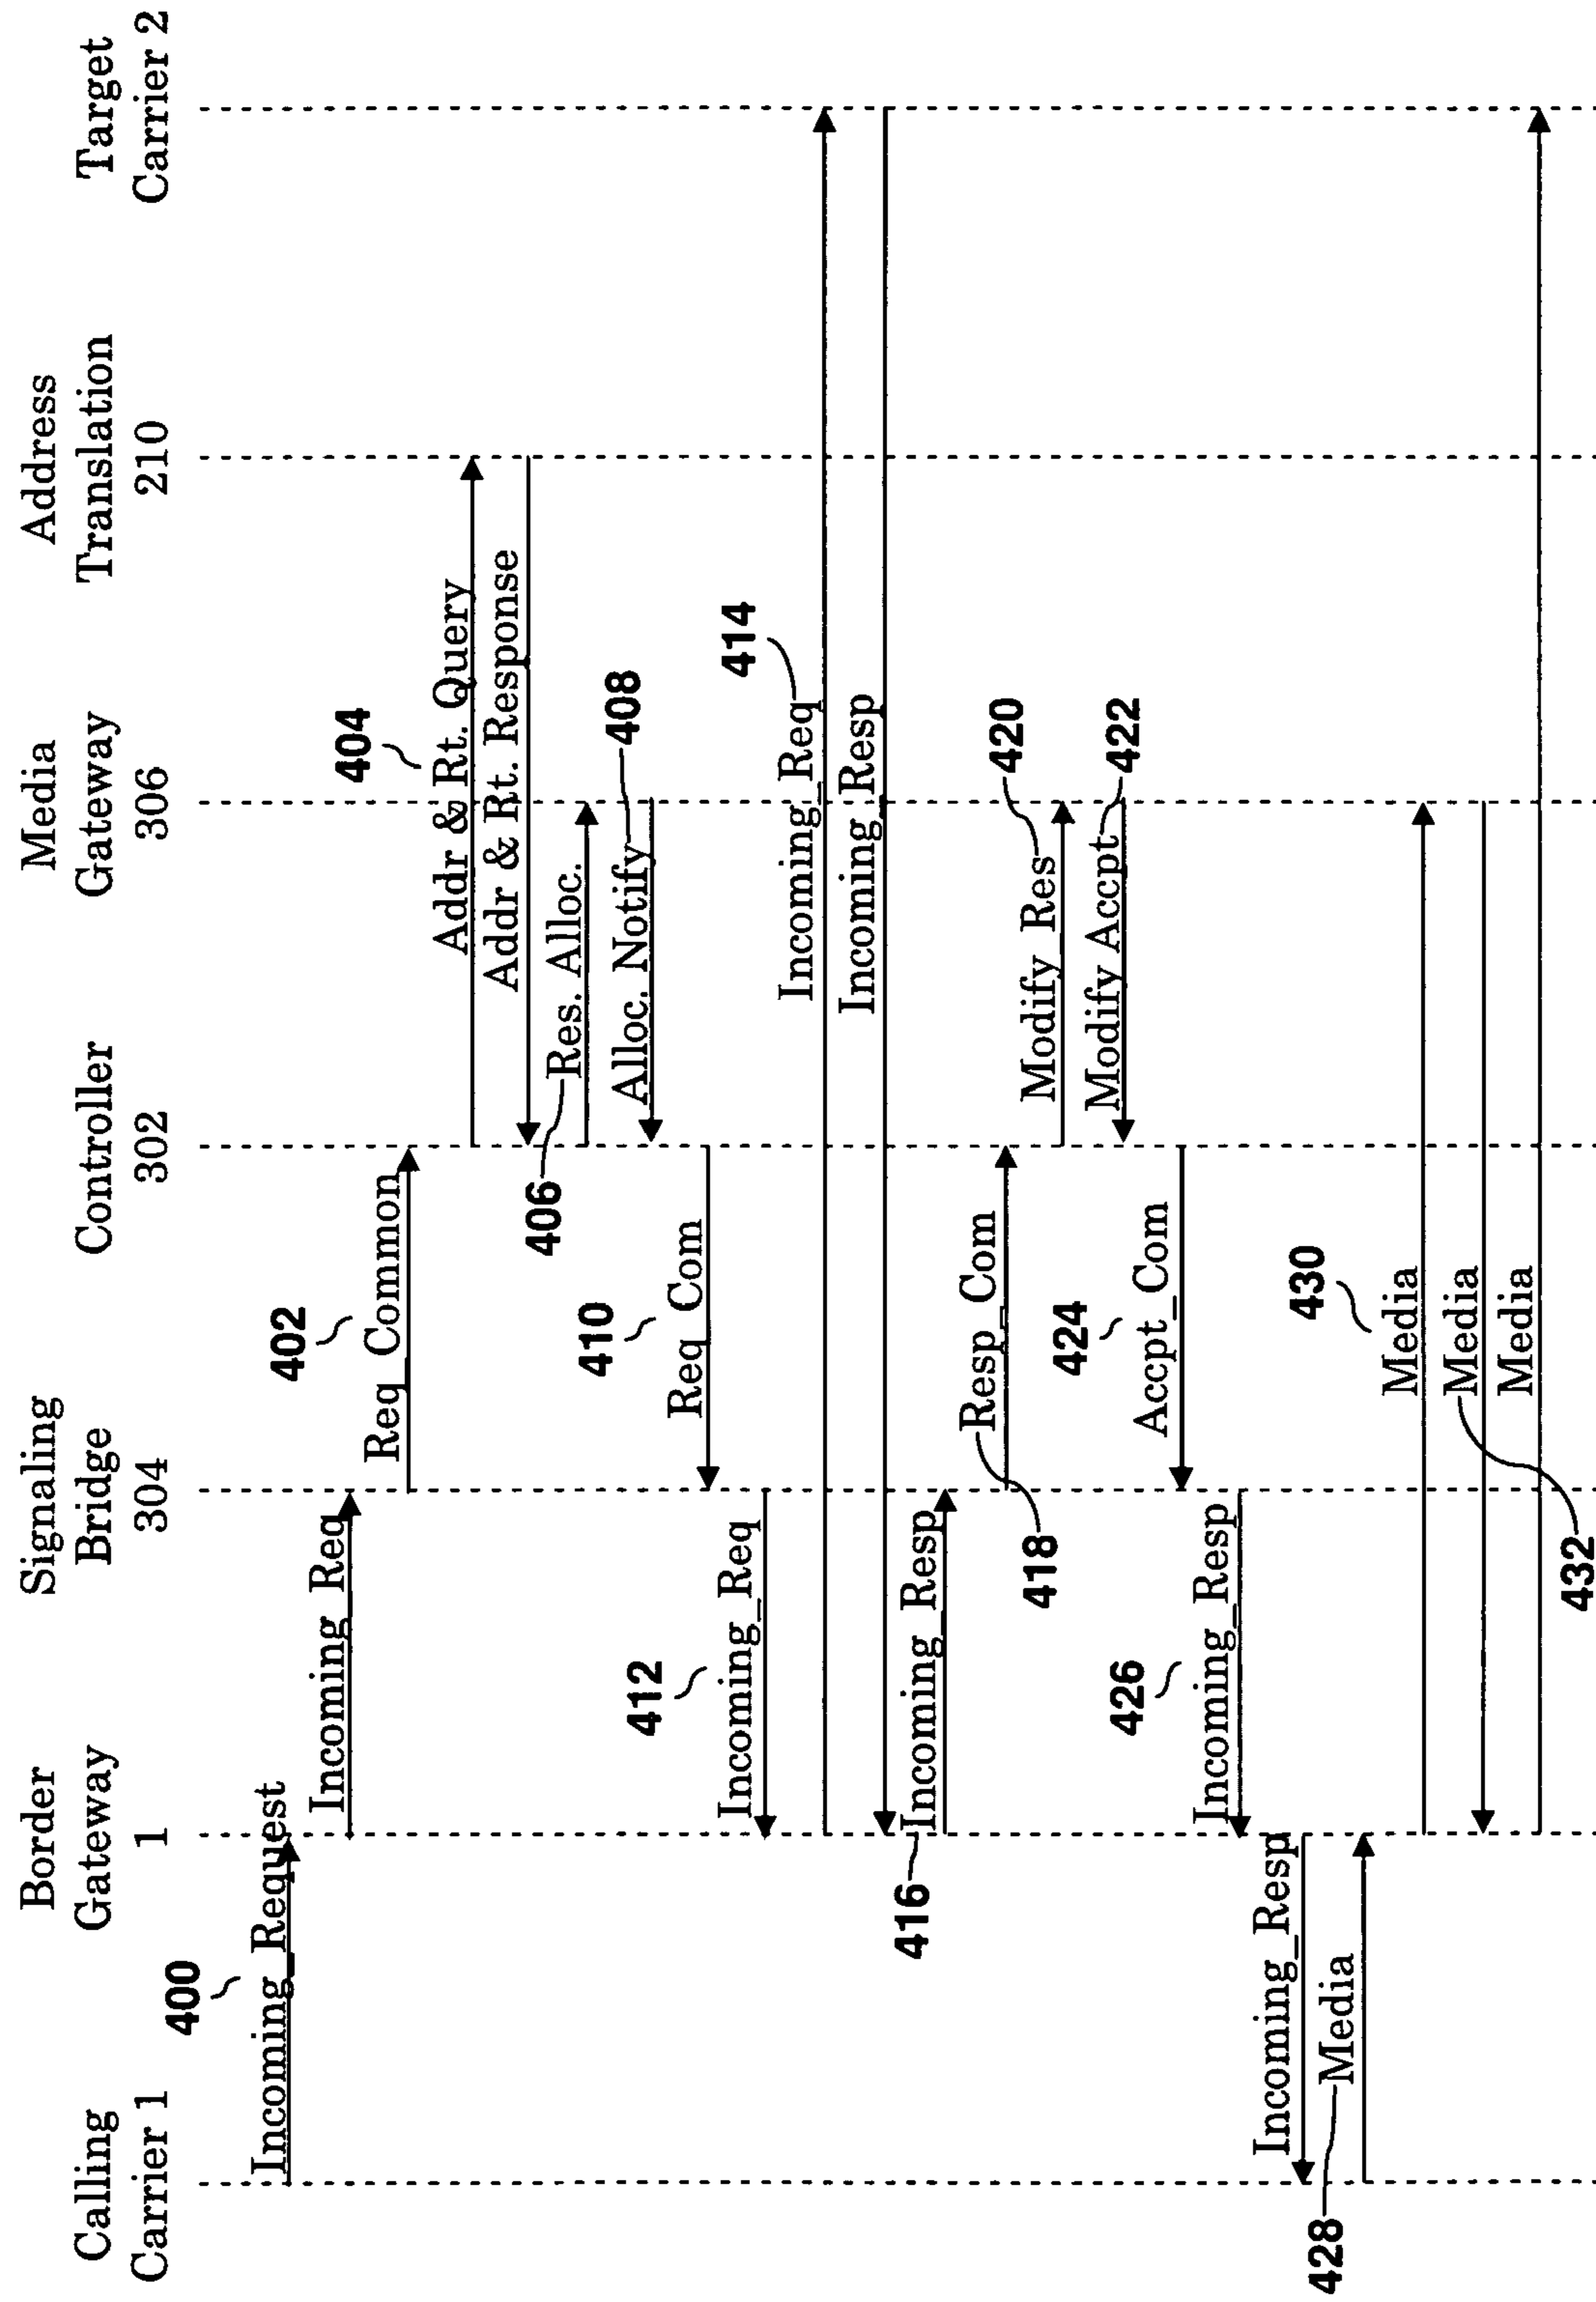 Calling
Carrier 1
Border
Gateway
1
Signaling
Bridge
304
Controller
302
Media
Gateway
306
Address
Translation
210
Target
Carrier 2
400
Incoming_Request
Incoming_Req
402
Req_Common
404
Addr & Rt. Query
Addr & Rt. Response
406
Res. Alloc.
408
Alloc. Notify
410
Req_Com
412
Incoming_Req
414
Incoming_Req
Incoming_Resp
416
Incoming_Resp
418
Resp_Com
420
Modify Res
422
Modify Accpt
424
Accpt_Com
426
Incoming_Resp
Incoming_Resp
428
Media
430
Media
Media
432
Media